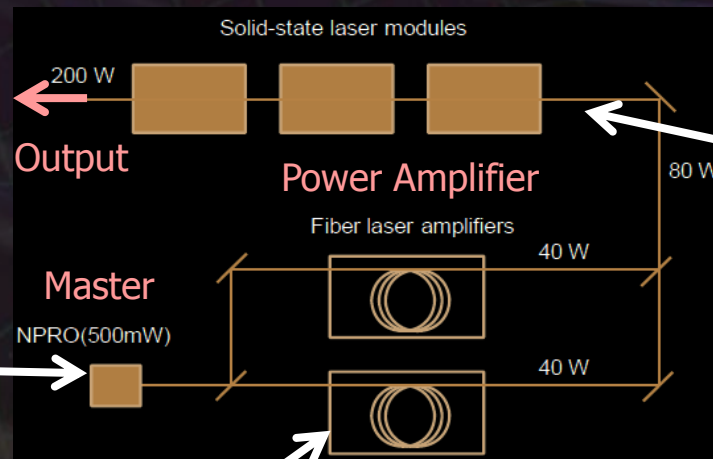 Solid-state laser modules
200 W
Output
Power Amplifier
80 W
Fiber laser amplifiers
40 W
Master
NPRO(500mW)
40 W